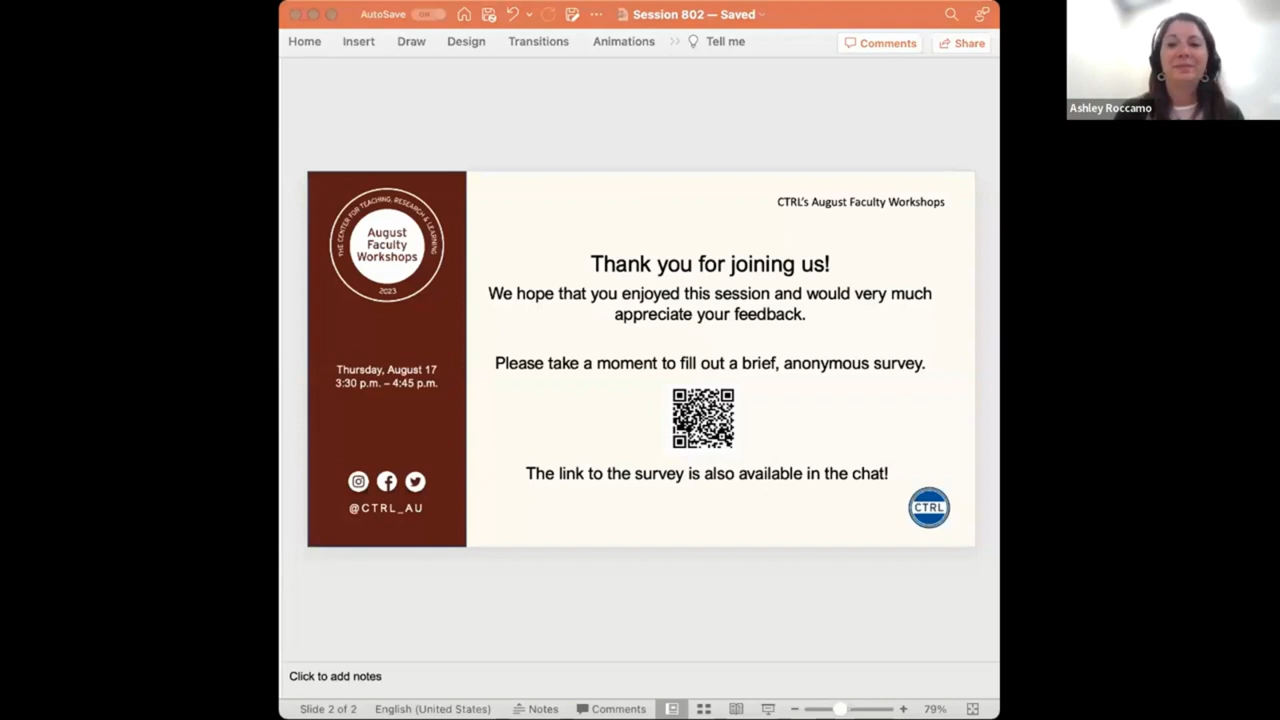 AutoSave
ON
Session 802 — Saved
Home
Insert
Draw
Design
Transitions
Animations
Tell me
Comments
Share
Ashley Roccamo
THE CENTER FOR TEACHING, RESEARCH & LEARNING
August
Faculty
Workshops
2023
Thursday, August 17
3:30 p.m. – 4:45 p.m.
@CTRL_AU
CTRL's August Faculty Workshops
Thank you for joining us!
We hope that you enjoyed this session and would very much
appreciate your feedback.
Please take a moment to fill out a brief, anonymous survey.
The link to the survey is also available in the chat!
CTRL
Click to add notes
Slide 2 of 2
English (United States)
Notes
Comments
79%